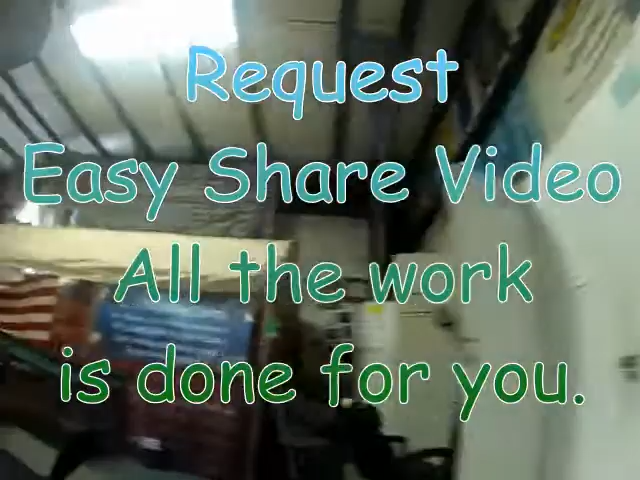 Request
Easy Share Video
All the work
is done for you.